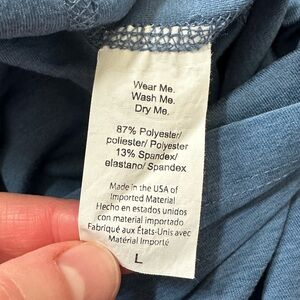 Wear Me.
Wash Me.
Dry Me.
87% Polyester/
poliester/ Polyester
13% Spandex/
elastano/ Spandex
Made in the USA of
Imported Material
Hecho en estados unidos
con material importado
Fabriqué aux États-Unis avec
Matérial Importé
L